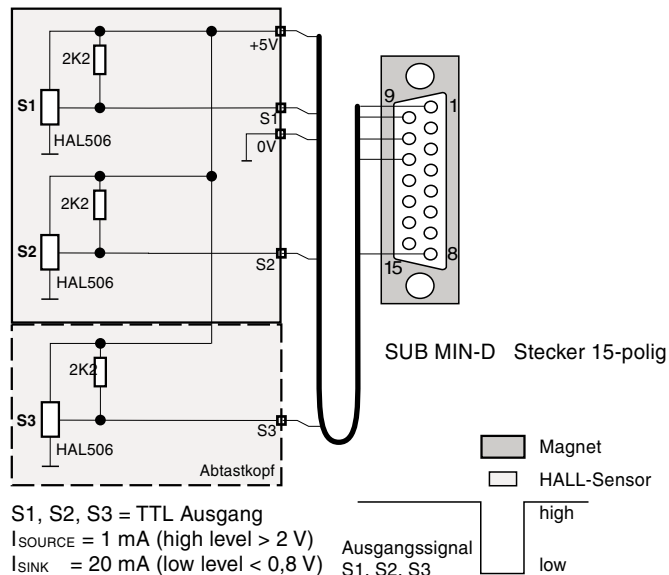 +5V
2K2
S1
S1
HAL506
0V
2K2
S2
S2
HAL506
2K2
S3
S3
HAL506
Abtastkopf
9
1
15
8
SUB MIN-D Stecker 15-polig
Magnet
HALL-Sensor
S1, S2, S3 = TTL Ausgang
ISOURCE = 1 mA (high level > 2 V)
ISINK = 20 mA (low level < 0,8 V)
high
Ausgangssignal
S1, S2, S3
low